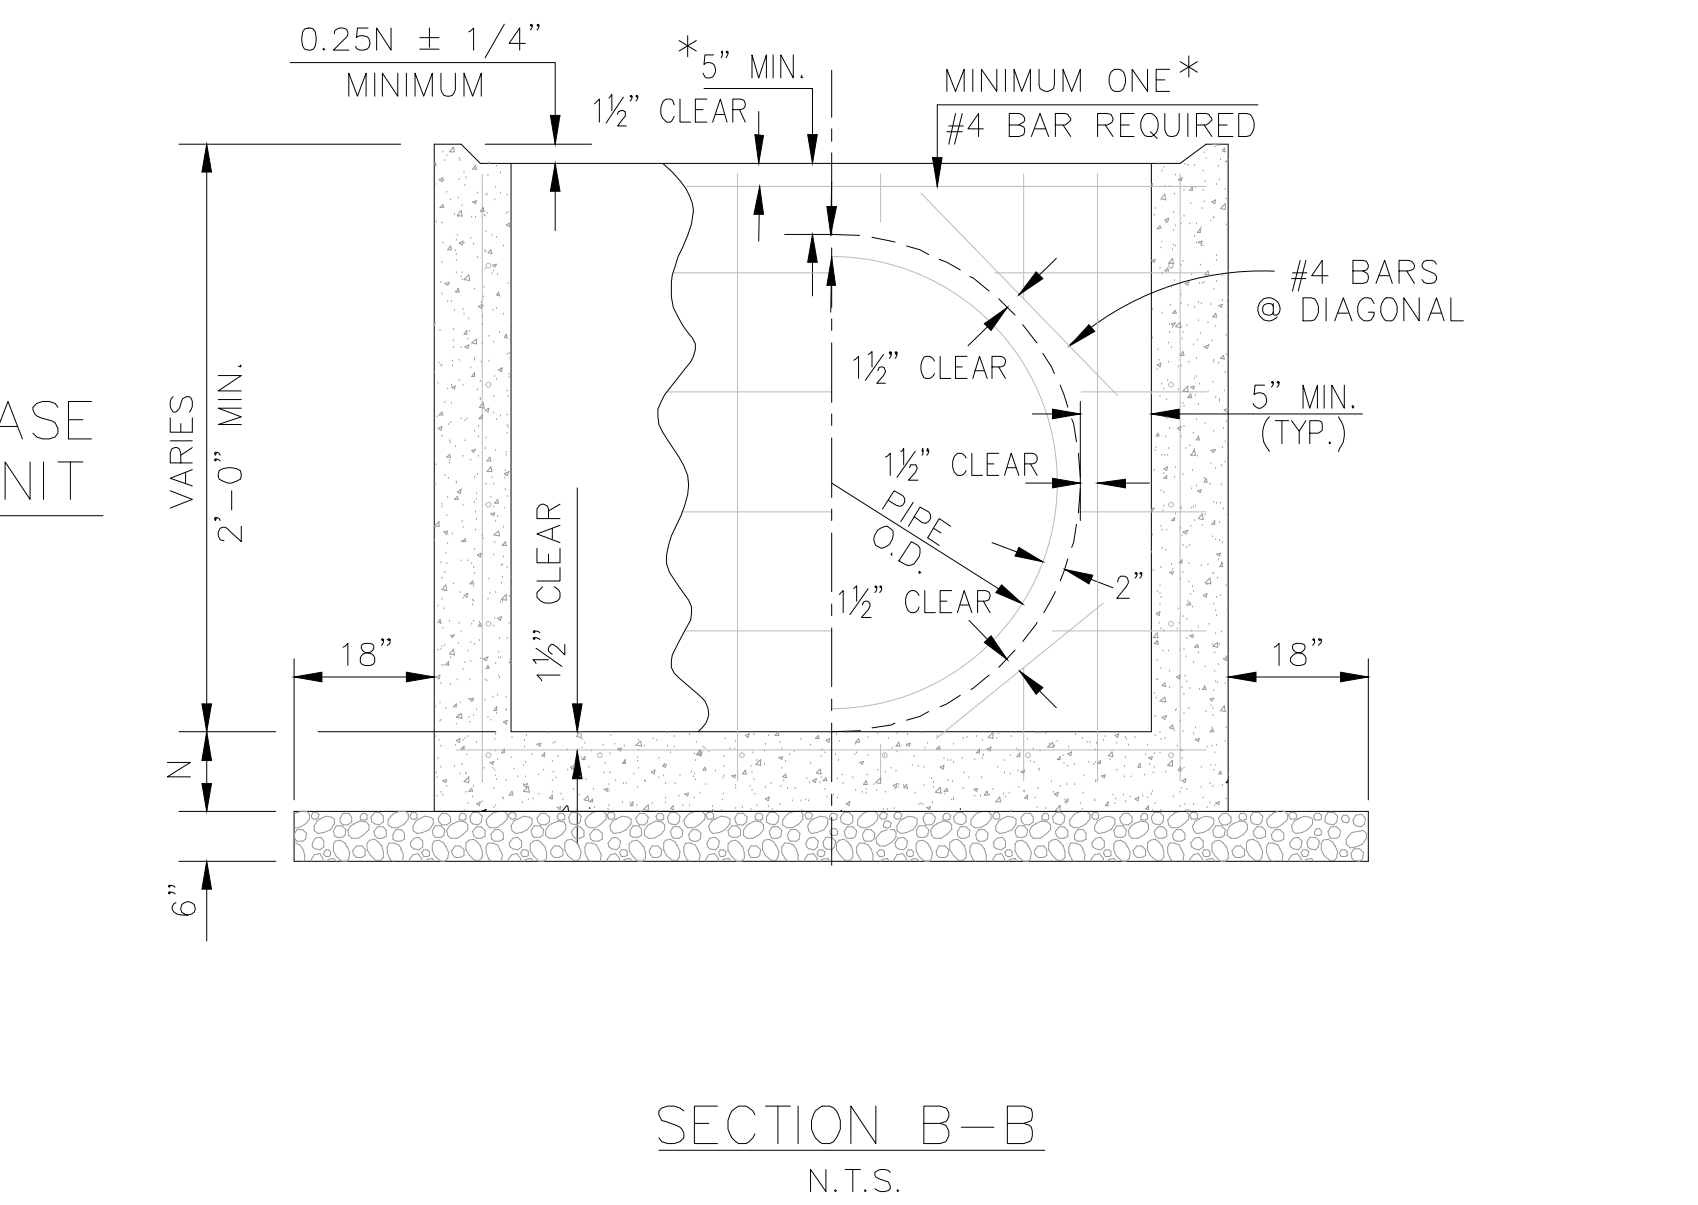 0.25N ± 1/4"
MINIMUM
*5" MIN.
1½" CLEAR
MINIMUM ONE*
#4 BAR REQUIRED
#4 BARS
@ DIAGONAL
1½" CLEAR
5" MIN.
(TYP.)
ASE
NIT
VARIES
2'-0" MIN.
1½" CLEAR
PIPE
O.D.
1½" CLEAR
2"
1½" CLEAR
18"
18"
N
6"
SECTION B-B
N.T.S.